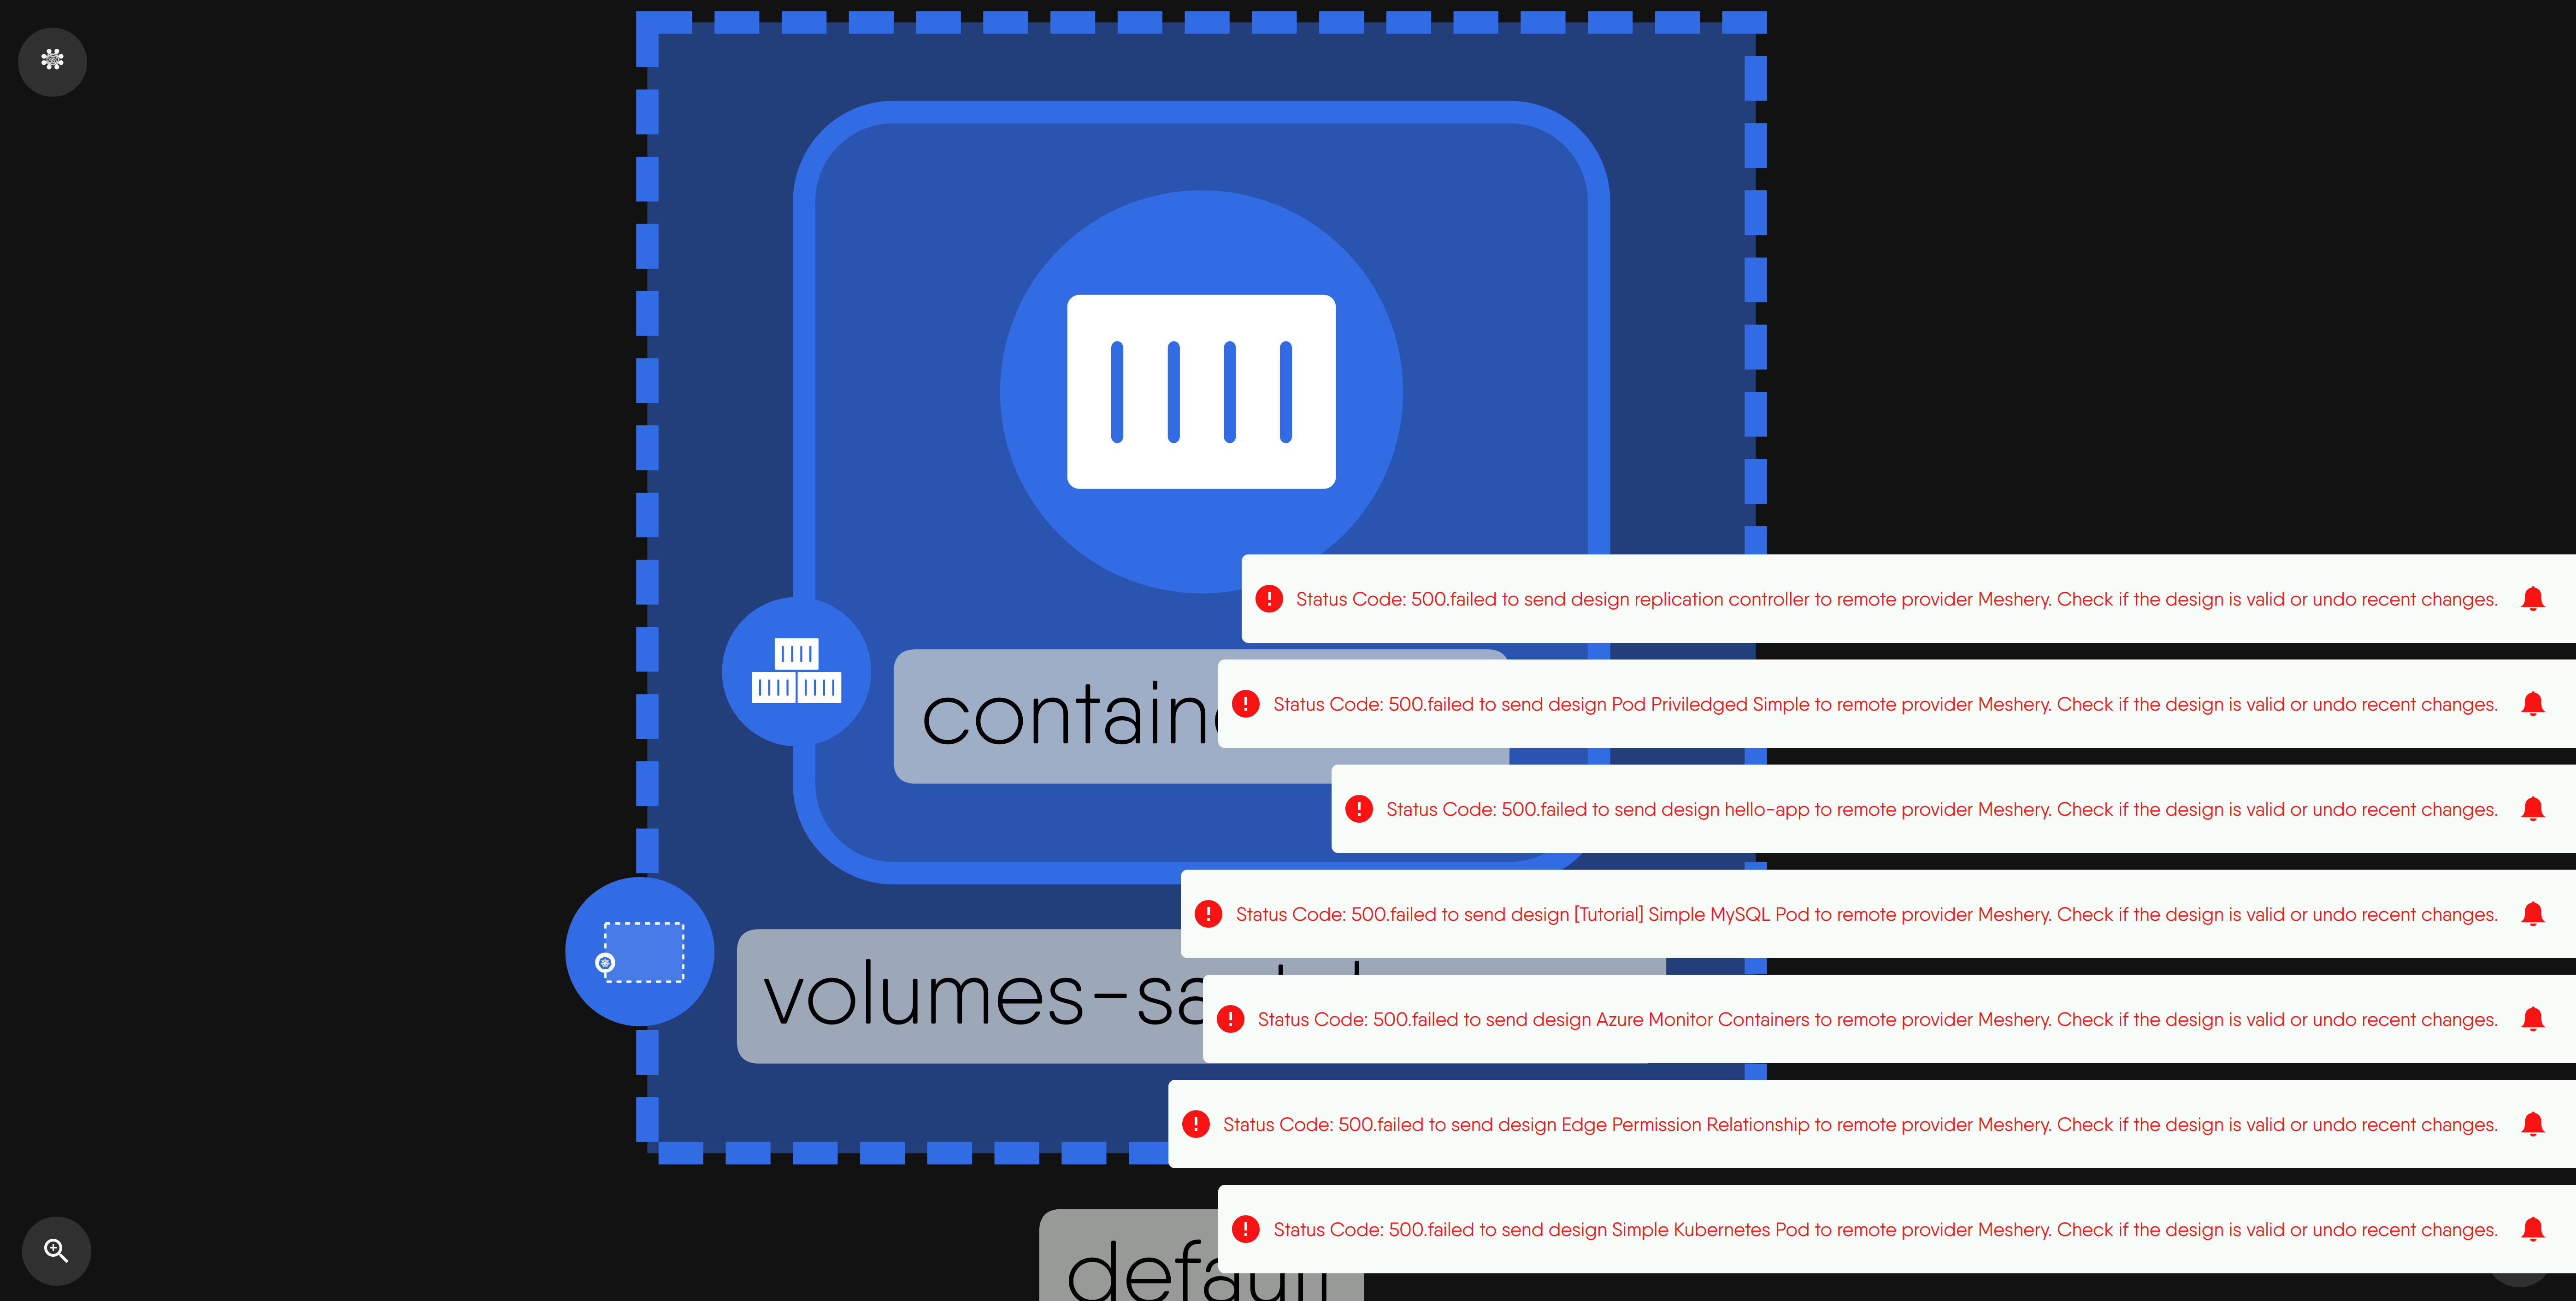 Status Code: 500.failed to send design replication controller to remote provider Meshery. Check if the design is valid or undo recent changes.
Status Code: 500.failed to send design Pod Priviledged Simple to remote provider Meshery. Check if the design is valid or undo recent changes.
Status Code: 500.failed to send design hello-app to remote provider Meshery. Check if the design is valid or undo recent changes.
Status Code: 500.failed to send design [Tutorial] Simple MySQL Pod to remote provider Meshery. Check if the design is valid or undo recent changes.
Status Code: 500.failed to send design Azure Monitor Containers to remote provider Meshery. Check if the design is valid or undo recent changes.
Status Code: 500.failed to send design Edge Permission Relationship to remote provider Meshery. Check if the design is valid or undo recent changes.
default
Status Code: 500.failed to send design Simple Kubernetes Pod to remote provider Meshery. Check if the design is valid or undo recent changes.